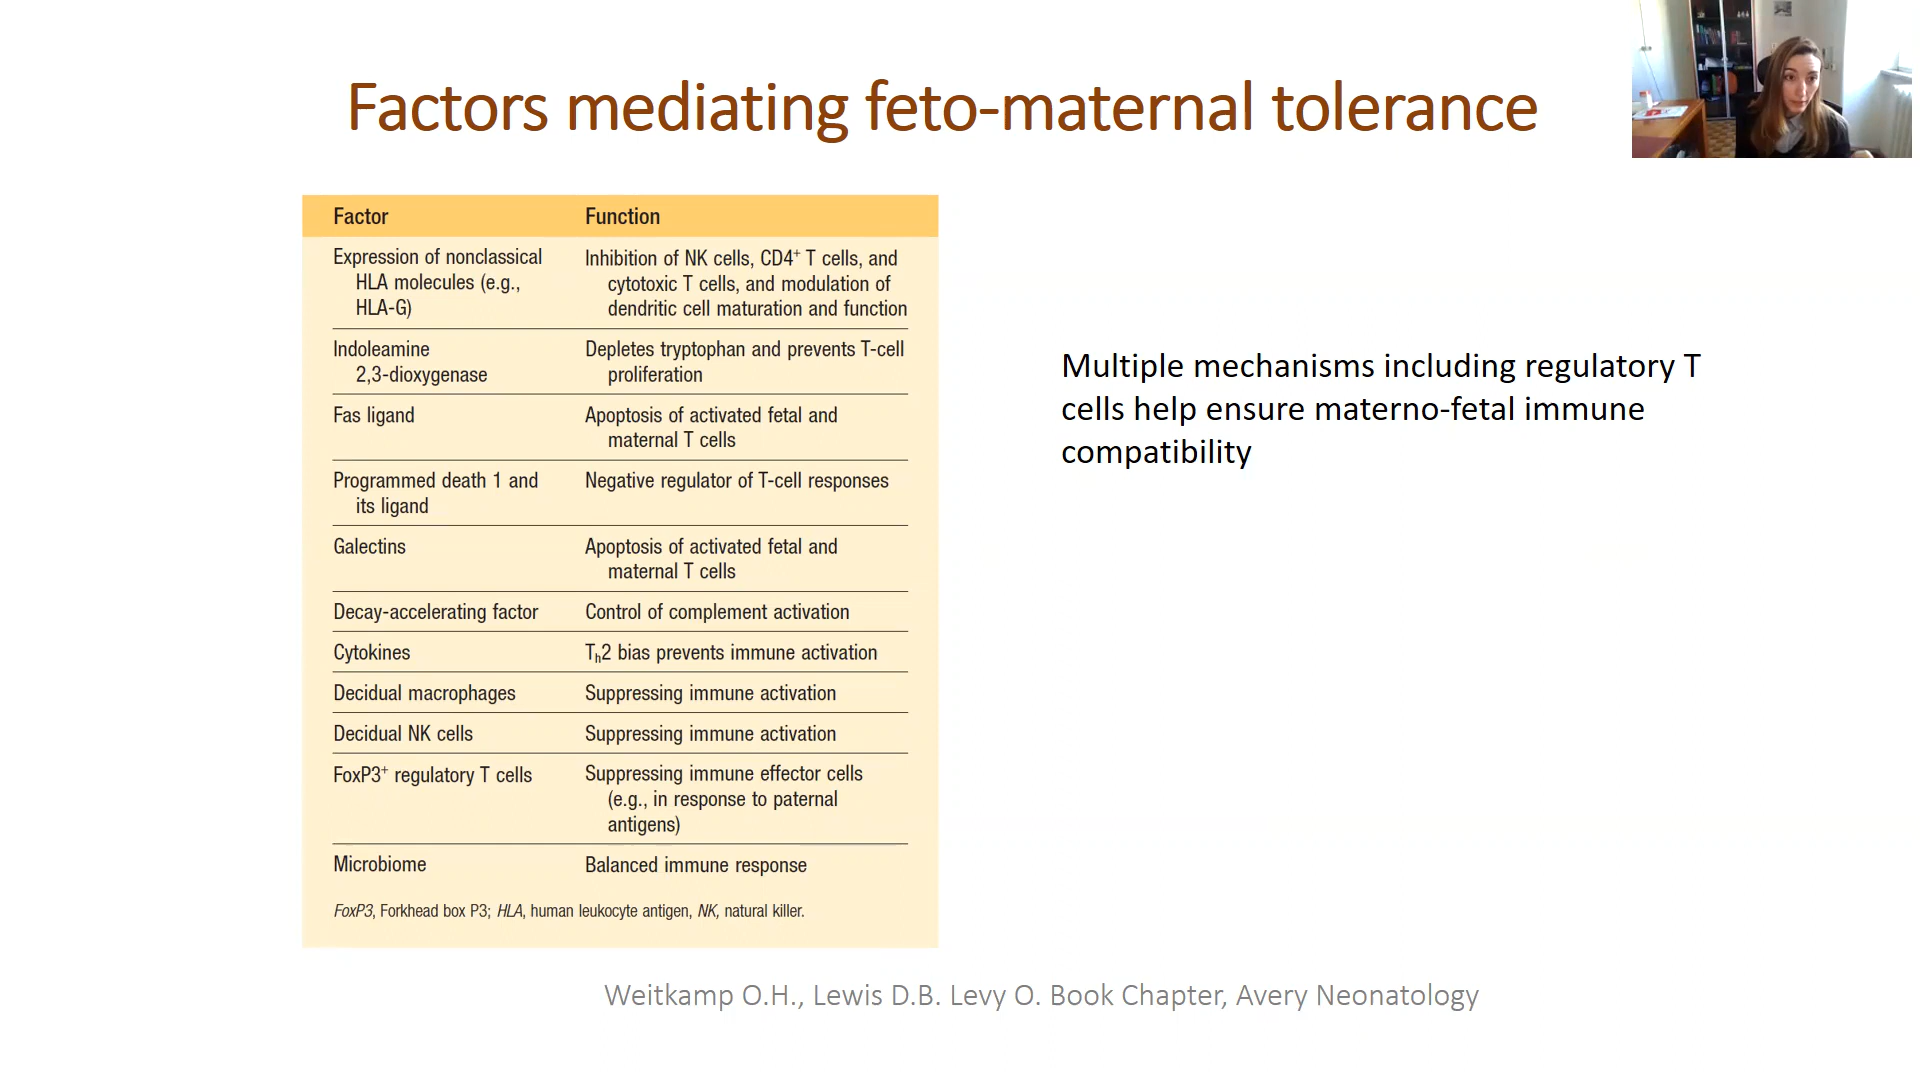 Factors mediating feto-maternal tolerance
Factor Function
Expression of nonclassical Inhibition of NK cells, CD4⁺ T cells, and
HLA molecules (e.g., cytotoxic T cells, and modulation of
HLA-G) dendritic cell maturation and function
Indoleamine Depletes tryptophan and prevents T-cell
2,3-dioxygenase proliferation
Fas ligand Apoptosis of activated fetal and
maternal T cells
Programmed death 1 and Negative regulator of T-cell responses
its ligand
Galectins Apoptosis of activated fetal and
maternal T cells
Decay-accelerating factor Control of complement activation
Cytokines Tₕ2 bias prevents immune activation
Decidual macrophages Suppressing immune activation
Decidual NK cells Suppressing immune activation
FoxP3⁺ regulatory T cells Suppressing immune effector cells
(e.g., in response to paternal
antigens)
Microbiome Balanced immune response
FoxP3, Forkhead box P3; HLA, human leukocyte antigen, NK, natural killer.
Multiple mechanisms including regulatory T
cells help ensure materno-fetal immune
compatibility
Weitkamp O.H., Lewis D.B. Levy O. Book Chapter, Avery Neonatology